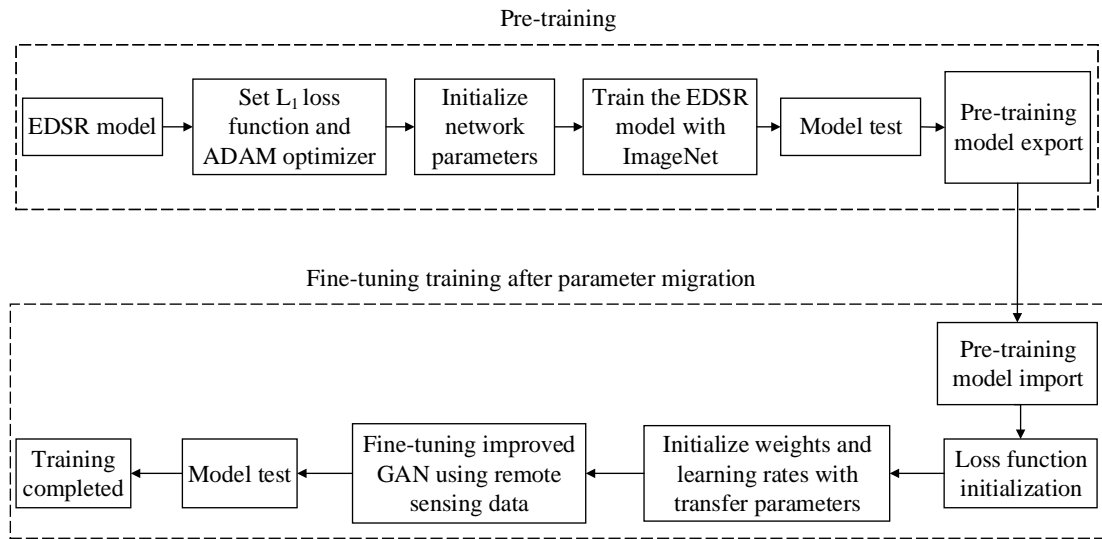 Pre-training
EDSR model
Set L₁ loss
function and
ADAM optimizer
Initialize
network
parameters
Train the EDSR
model with
ImageNet
Model test
Pre-training
model export
Fine-tuning training after parameter migration
Pre-training
model import
Loss function
initialization
Initialize weights and
learning rates with
transfer parameters
Fine-tuning improved
GAN using remote
sensing data
Model test
Training
completed